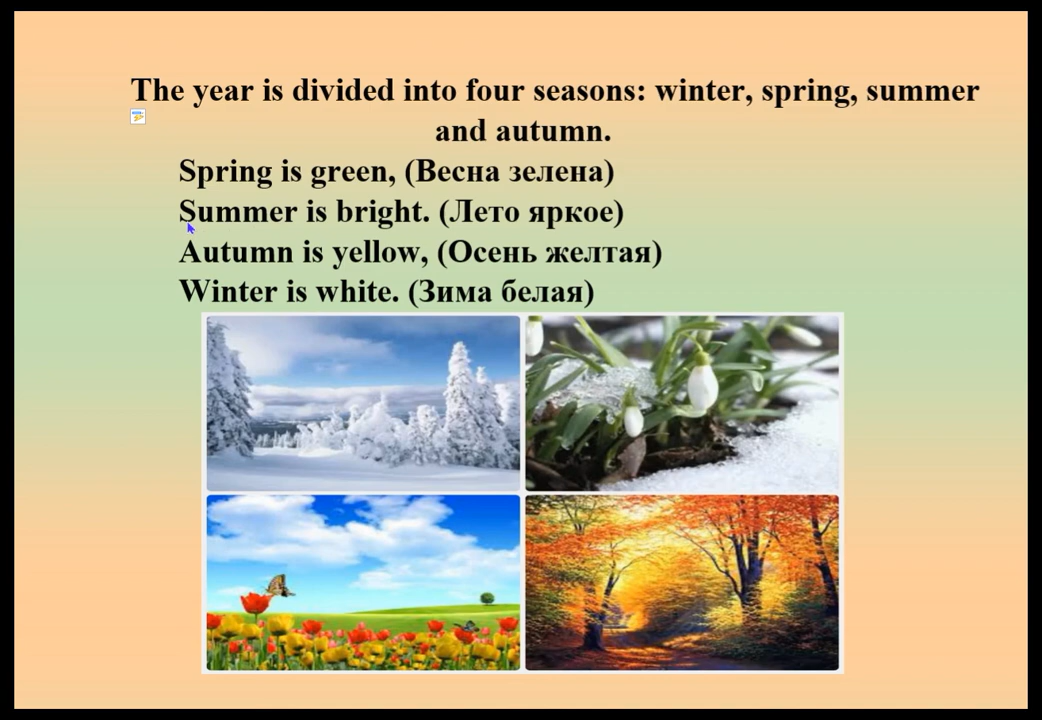 The year is divided into four seasons: winter, spring, summer
and autumn.
Spring is green, (Весна зелена)
Summer is bright. (Лето яркое)
Autumn is yellow, (Осень желтая)
Winter is white. (Зима белая)